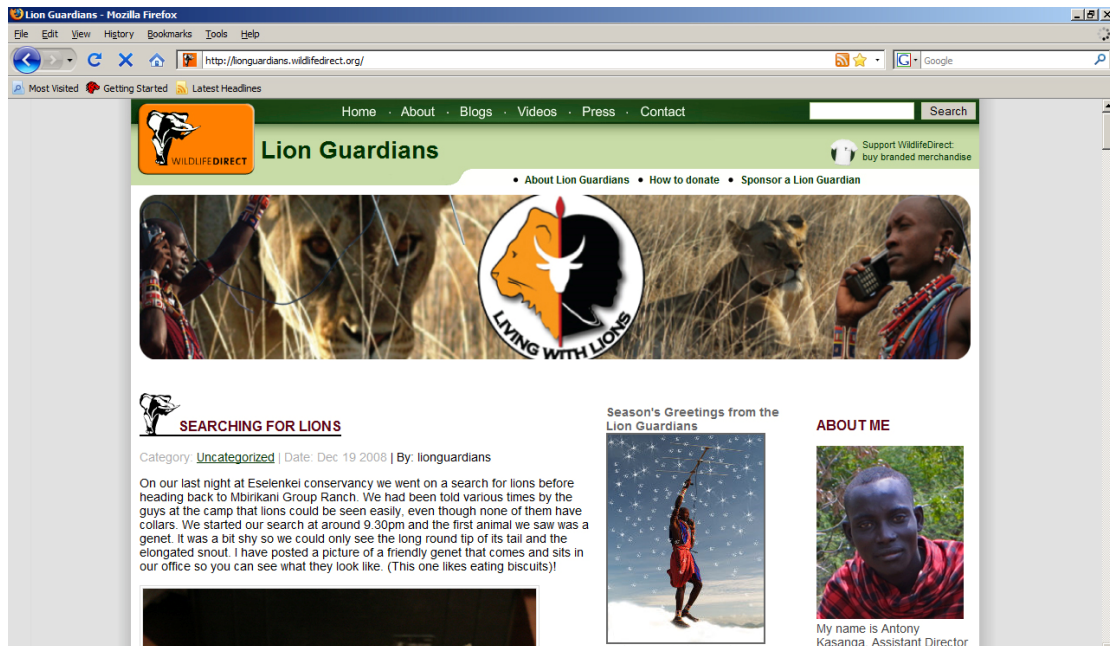 Lion Guardians - Mozilla Firefox
File Edit View History Bookmarks Tools Help
http://lionguardians.wildlifedirect.org/
G Google
Most Visited Getting Started Latest Headlines
Home · About · Blogs · Videos · Press · Contact
Search
WILDLIFEDIRECT
Lion Guardians
Support WildlifeDirect:
buy branded merchandise
• About Lion Guardians • How to donate • Sponsor a Lion Guardian
LIVING WITH LIONS
SEARCHING FOR LIONS
Category: Uncategorized | Date: Dec 19 2008 | By: lionguardians
On our last night at Eselenkei conservancy we went on a search for lions before
heading back to Mbirikani Group Ranch. We had been told various times by the
guys at the camp that lions could be seen easily, even though none of them have
collars. We started our search at around 9.30pm and the first animal we saw was a
genet. It was a bit shy so we could only see the long round tip of its tail and the
elongated snout. I have posted a picture of a friendly genet that comes and sits in
our office so you can see what they look like. (This one likes eating biscuits)!
Season's Greetings from the
Lion Guardians
ABOUT ME
My name is Antony
Kasanga, Assistant Director